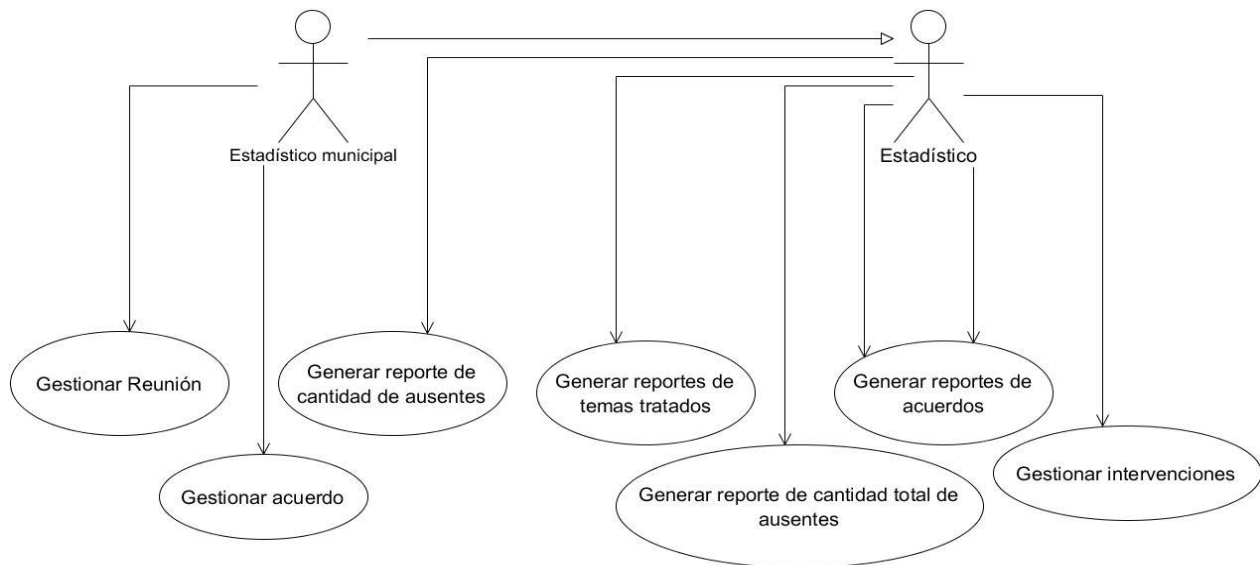 Estadístico municipal
Estadístico
Gestionar Reunión
Generar reporte de
cantidad de ausentes
Generar reportes de
temas tratados
Generar reportes de
acuerdos
Gestionar acuerdo
Generar reporte de cantidad total de
ausentes
Gestionar intervenciones